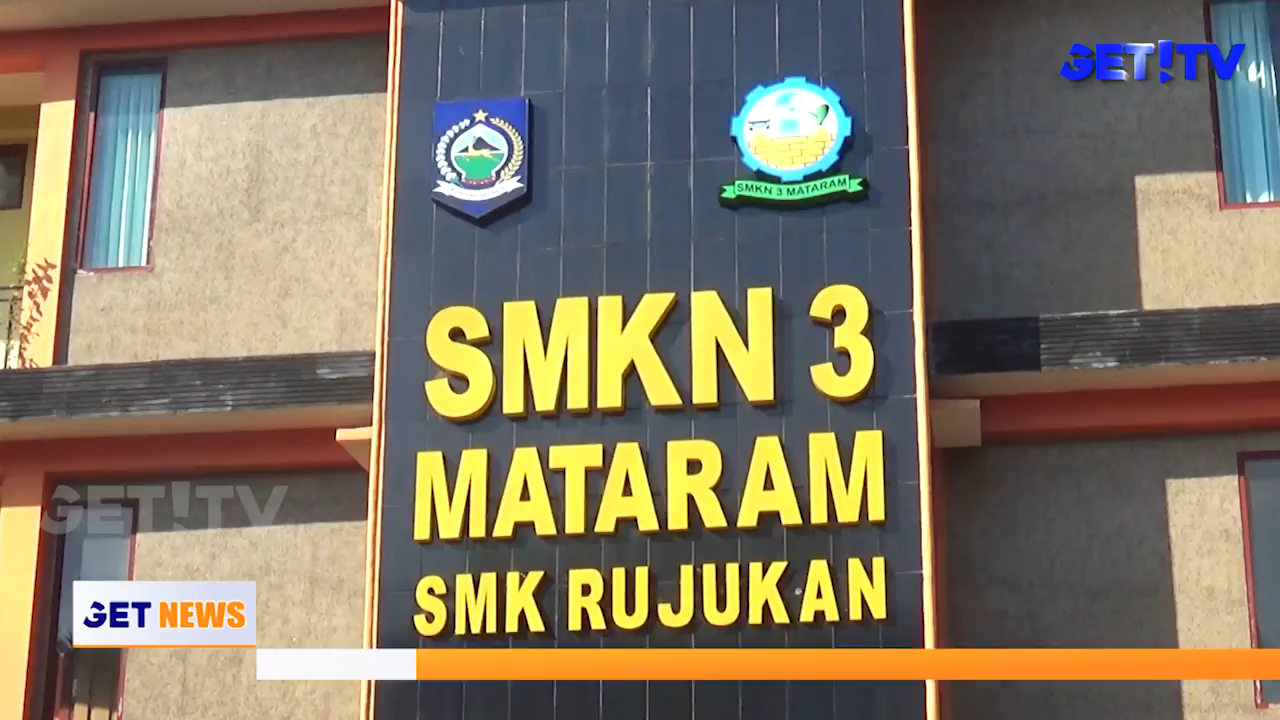 GET!TV
SMKN 3 MATARAM
SMKN 3
MATARAM
SMK RUJUKAN
GET!TV
GET NEWS